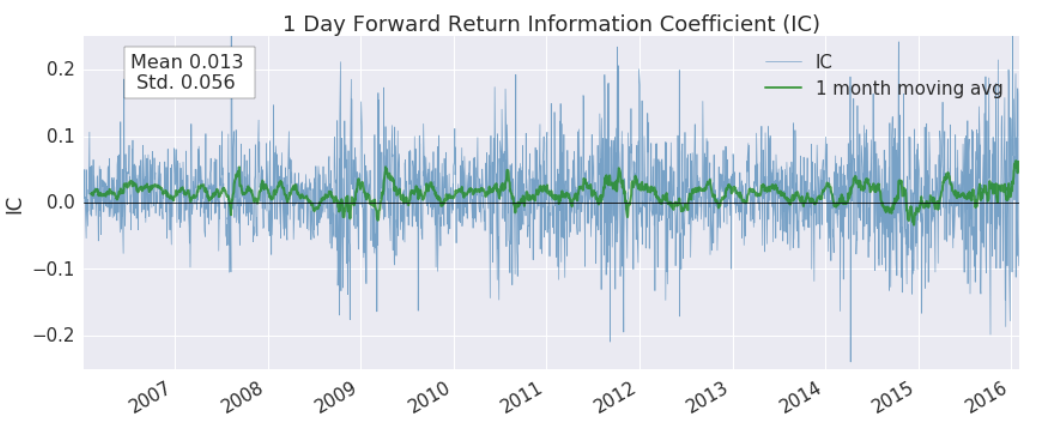 1 Day Forward Return Information Coefficient (IC)
Mean 0.013
Std. 0.056
IC
1 month moving avg
IC
0.2
0.1
0.0
−0.1
−0.2
2007
2008
2009
2010
2011
2012
2013
2014
2015
2016